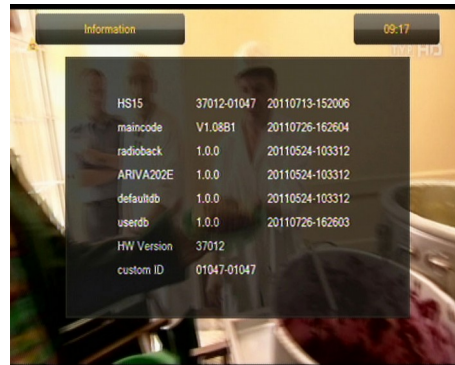 Information 09:17
TVP HD
HS15 37012-01047 20110713-152006
maincode V1.08B1 20110726-162604
radioback 1.0.0 20110524-103312
ARIVA202E 1.0.0 20110524-103312
defaultdb 1.0.0 20110524-103312
userdb 1.0.0 20110726-162603
HW Version 37012
custom ID 01047-01047